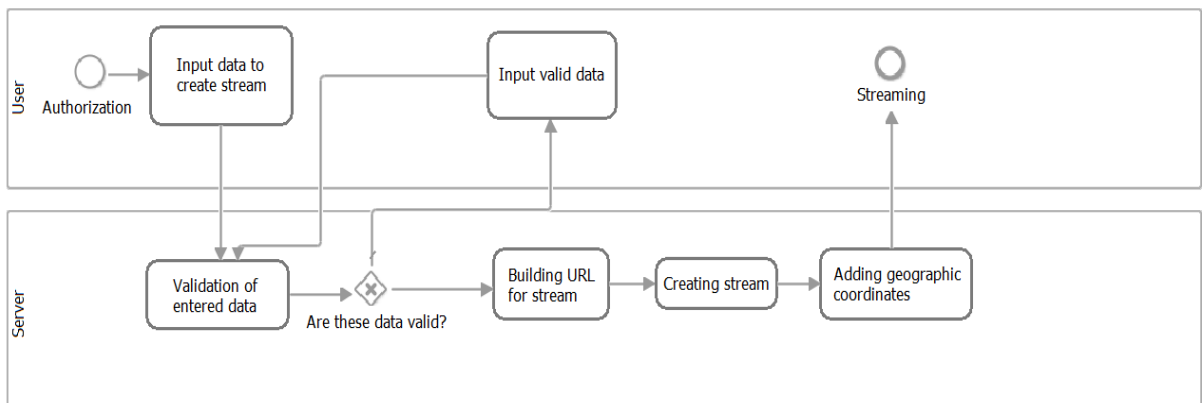 User
Authorization
Input data to
create stream
Input valid data
Streaming
Server
Validation of
entered data
Are these data valid?
Building URL
for stream
Creating stream
Adding geographic
coordinates